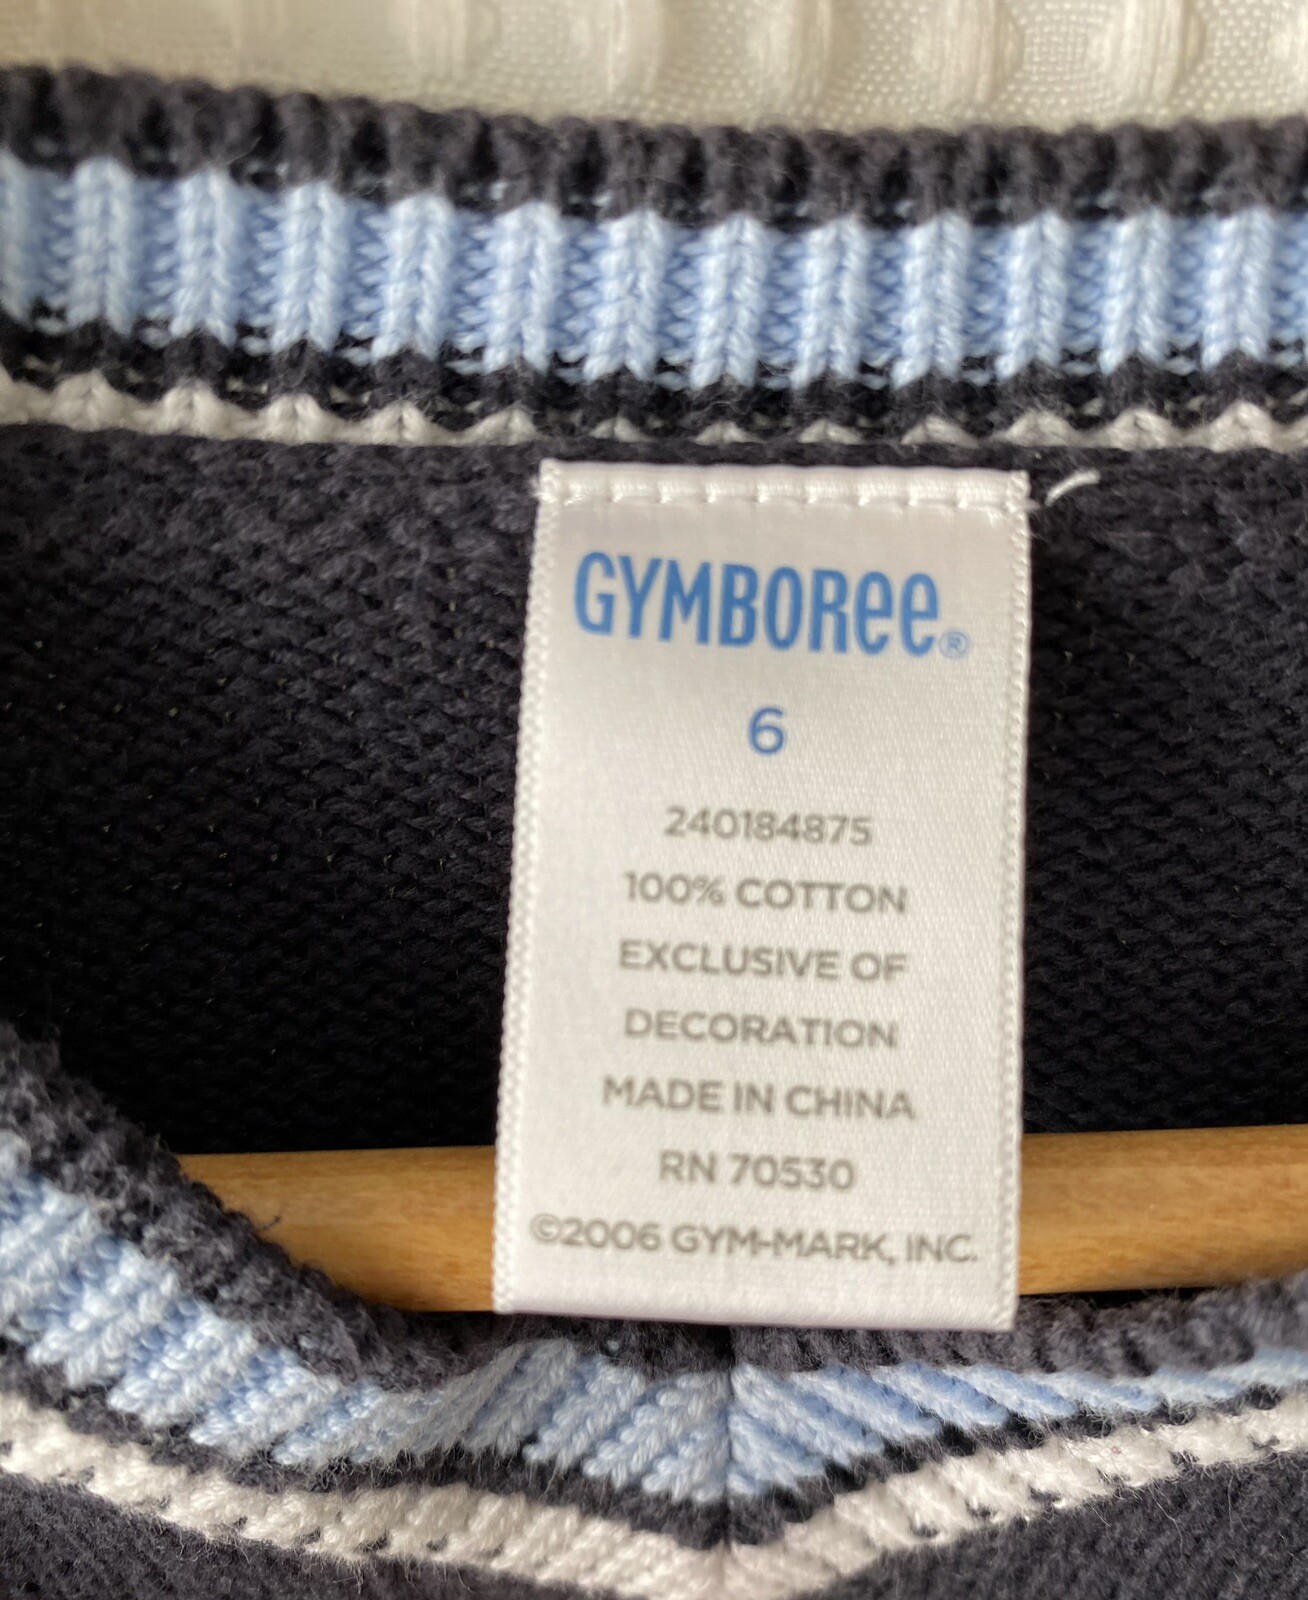 GYMBOREE®
6
240184875
100% COTTON
EXCLUSIVE OF
DECORATION
MADE IN CHINA
RN 70530
©2006 GYM-MARK, INC.